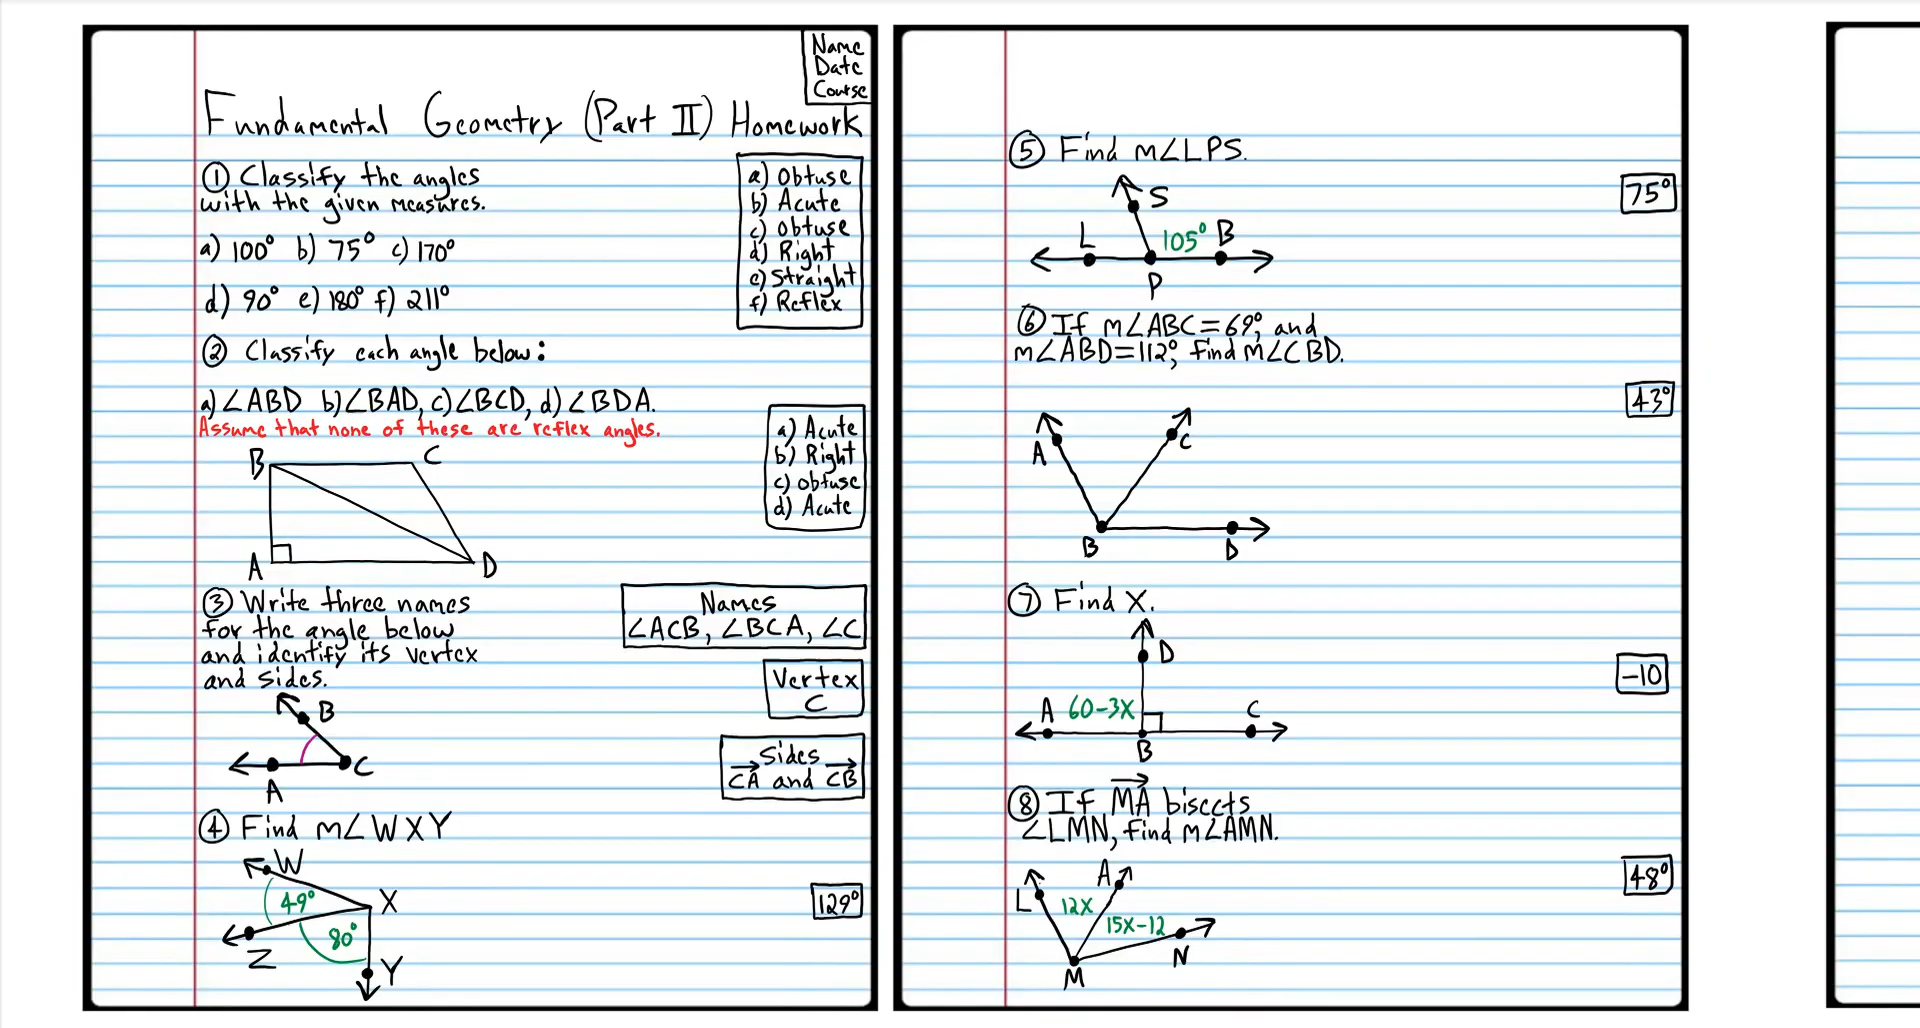 Name
Date
Course
Fundamental Geometry (Part II) Homework
① Classify the angles
with the given measures.
a) 100° b) 75° c) 170°
d) 90° e) 180° f) 211°
a) Obtuse
b) Acute
c) Obtuse
d) Right
e) Straight
f) Reflex
② Classify each angle below:
a) ∠ABD b) ∠BAD, c) ∠BCD, d) ∠BDA.
Assume that none of these are reflex angles.
B C
A D
a) Acute
b) Right
c) Obtuse
d) Acute
③ Write three names
for the angle below
and identify its vertex
and sides.
B
C
A
Names
∠ACB, ∠BCA, ∠C
Vertex
C
Sides
→CA and →CB
④ Find m∠WXY
W
49° X
80°
Z Y
129°
⑤ Find m∠LPS.
S
L 105° B
P
75°
⑥ If m∠ABC=69°, and
m∠ABD=112°, find m∠CBD.
A C
B D
43°
⑦ Find X.
D
A 60-3X C
B
-10
⑧ If →MA bisects
∠LMN, find m∠AMN.
L A
12X
15X-12
M N
48°